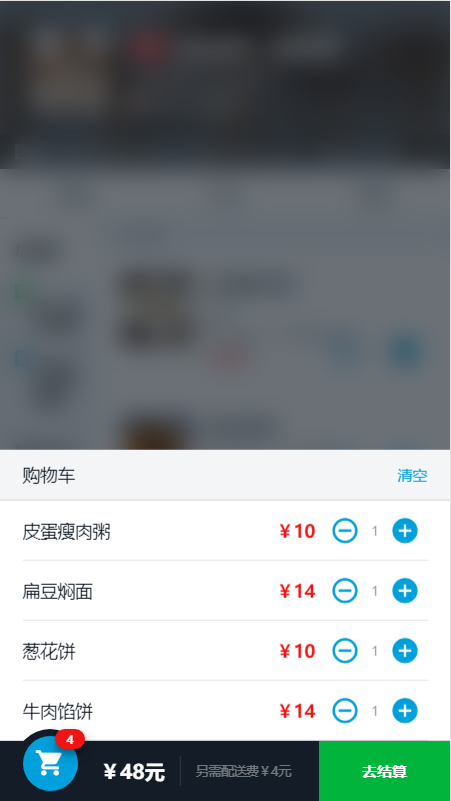 购物车 清空
皮蛋瘦肉粥 ￥10 1
扁豆焖面 ￥14 1
葱花饼 ￥10 1
牛肉馅饼 ￥14 1
4
￥48元 另需配送费￥4元 去结算